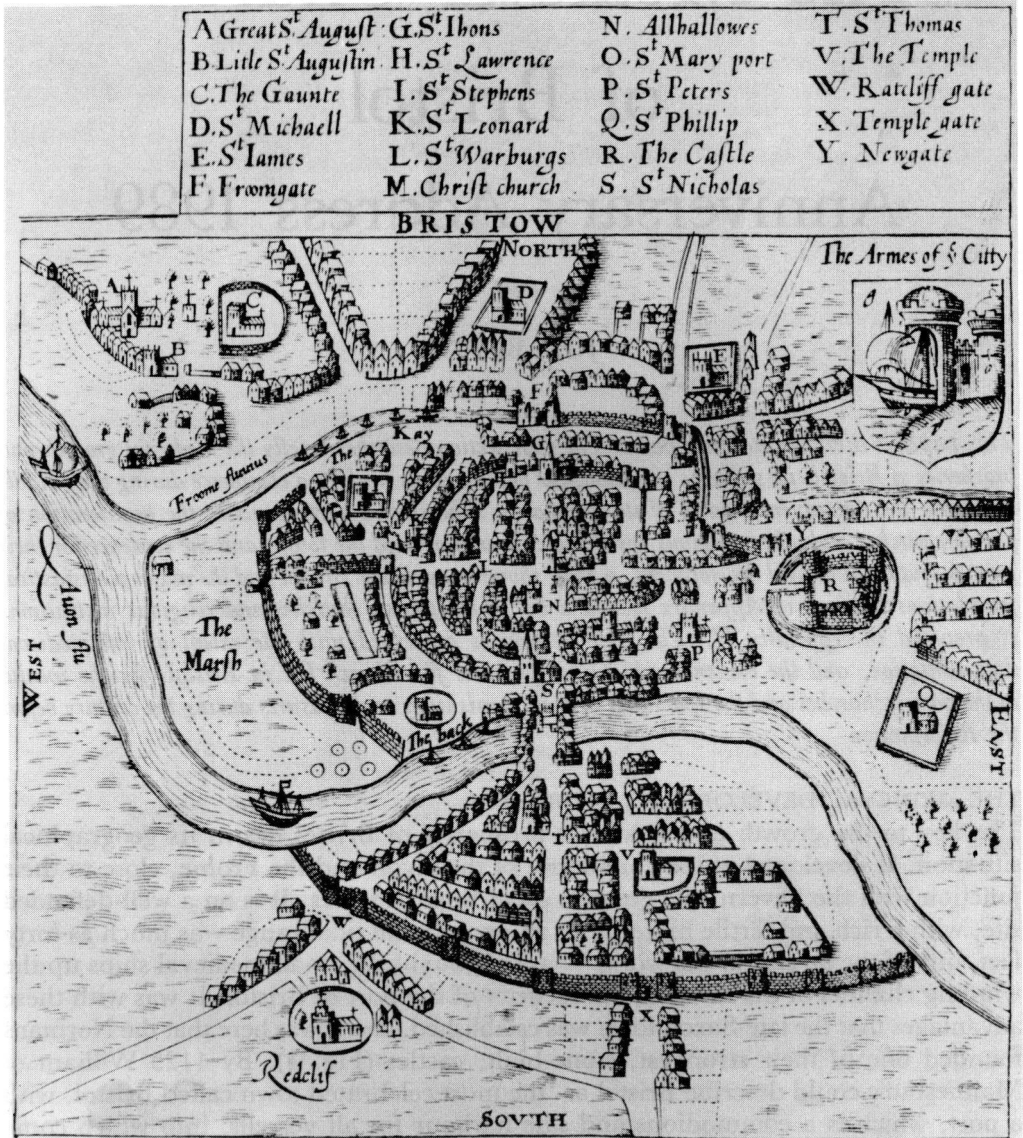 A Great Sᵗ August:
B. Litle Sᵗ Augustin
C. The Gaunte
D. Sᵗ Michaell
E. Sᵗ Iames
F. Froomgate
G. Sᵗ. Ihons
H. Sᵗ Lawrence
I. Sᵗ Stephens
K. Sᵗ Leonard
L. Sᵗ Warburgs
M. Christ church
N. Allhallowes
O. Sᵗ Mary port
P. Sᵗ Peters
Q. Sᵗ Phillip
R. The Castle
S. Sᵗ Nicholas
T. Sᵗ Thomas
V. The Temple
W. Ratcliff gate
X. Temple gate
Y. Newgate
BRISTOW
NORTH
The Armes of yᵉ Citty
A
C
D
B
E
F
Kay
The
G
Froome fluuius
I
K
L
R
N
Auon flu
The
Marsh
P
WEST
S
Q
The back
EAST
T
V
W
X
Redclif
SOUTH